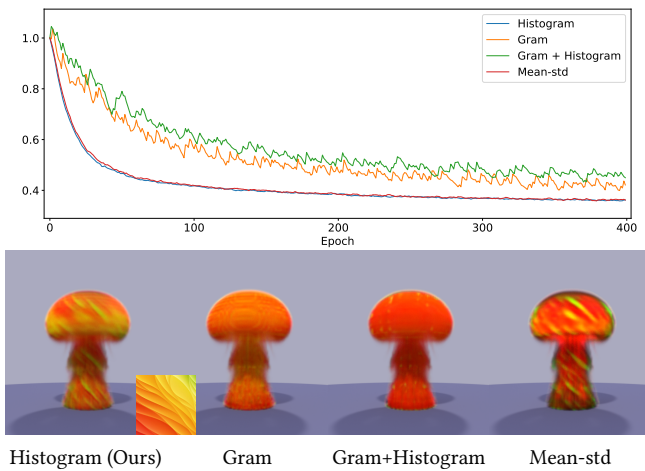 Histogram
Gram
Gram + Histogram
Mean-std
1.0
0.8
0.6
0.4
0 100 200 300 400
Epoch
Histogram (Ours) Gram Gram+Histogram Mean-std